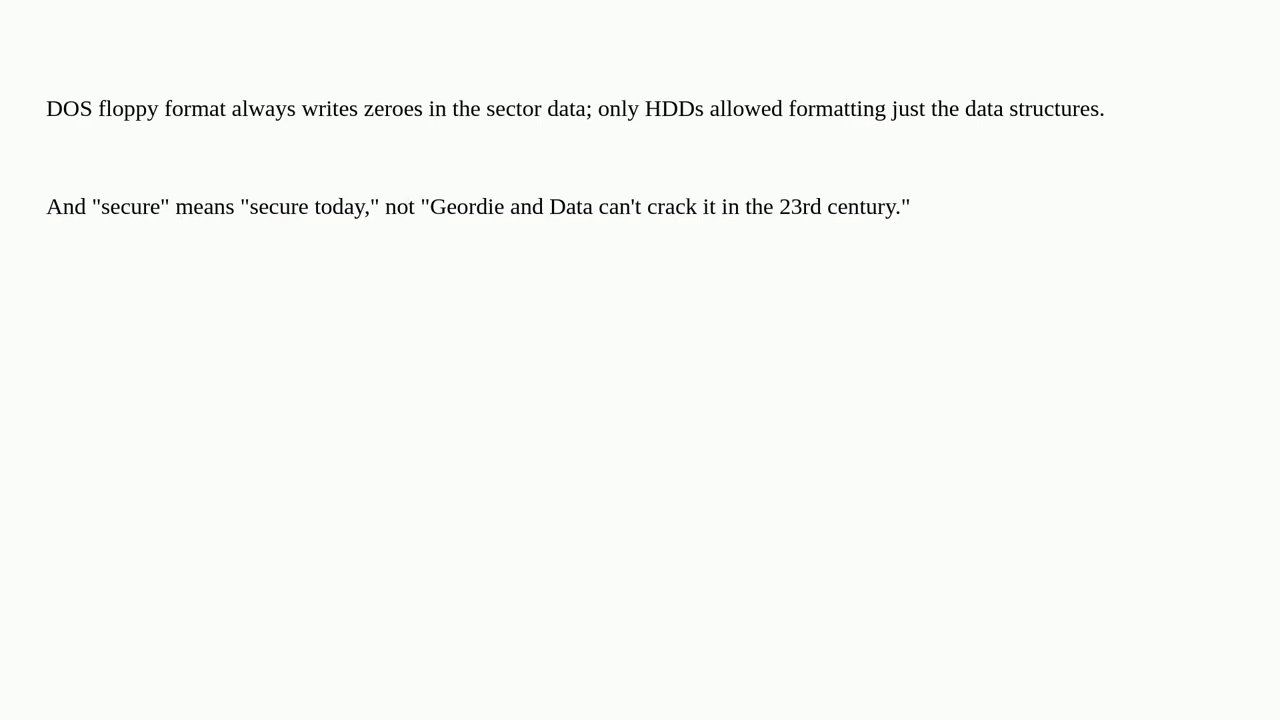 DOS floppy format always writes zeroes in the sector data; only HDDs allowed formatting just the data structures.
And "secure" means "secure today," not "Geordie and Data can't crack it in the 23rd century."